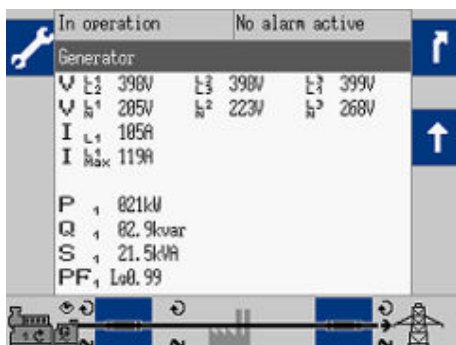 In operation No alarm active
Generator
V L1 L2 398V L2 L3 398V L3 L1 399V
V L1 N 205V L2 N 223V L3 N 268V
I L1 105A
I L1 Max 119A
P 1 021kW
Q 1 02.9kvar
S 1 21.5kVA
PF 1 Lg0.99
G